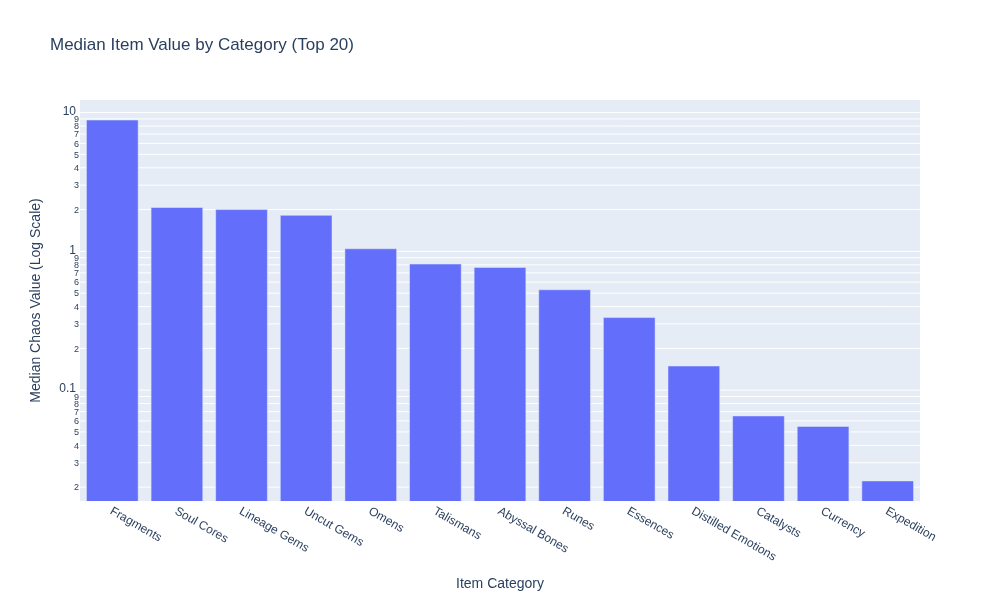 Median Item Value by Category (Top 20)
Median Chaos Value (Log Scale)
10
9
8
7
6
5
4
3
2
1
9
8
7
6
5
4
3
2
0.1
9
8
7
6
5
4
3
2
Fragments
Soul Cores
Lineage Gems
Uncut Gems
Omens
Talismans
Abyssal Bones
Runes
Essences
Distilled Emotions
Catalysts
Currency
Expedition
Item Category